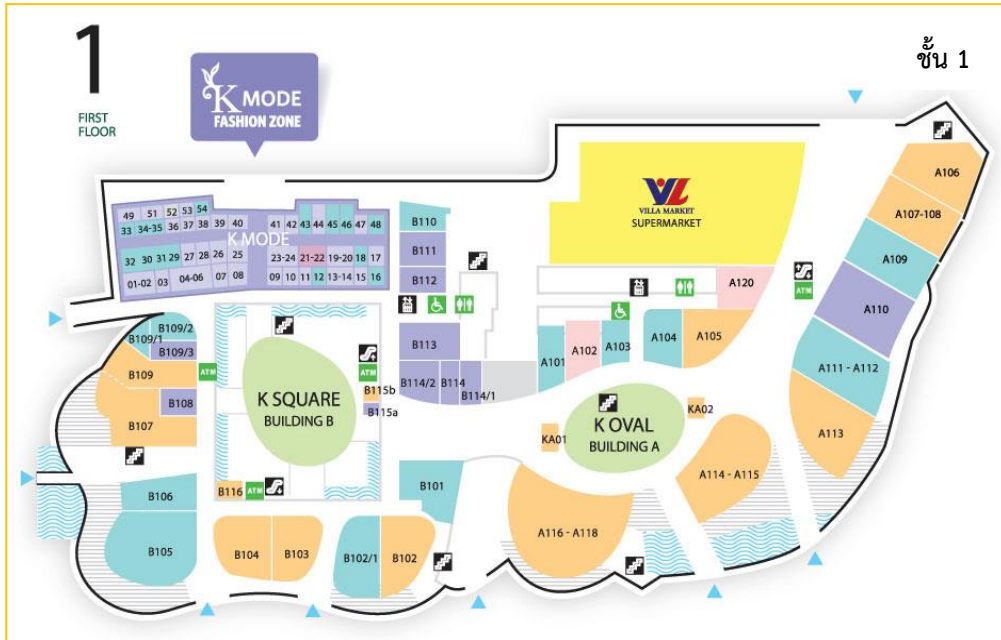 1
FIRST
FLOOR
K MODE
FASHION ZONE
ชั้น 1
VL
VILLA MARKET
SUPERMARKET
49 51 52 53 54
33 34-35 36 37 38 39 40
41 42 43 44 45 46 47 48
K MODE
32 30 31 29 27 28 26 25
23-24 21-22 19-20 18 17
01-02 03 04-06 07 08
09 10 11 12 13-14 15 16
B110
B111
B112
B113
B114/2 B114 B114/1
A106
A107-108
A109
A110
A111 - A112
A113
A120
A101 A102 A103 A104 A105
B109/2
B109/1
B109/3
B109
B108
B107
ATM
ATM
ATM
B115b
B115a
K SQUARE
BUILDING B
K OVAL
BUILDING A
KA01
KA02
A114 - A115
A116 - A118
B101
B106
B105
B116
ATM
B104
B103
B102/1
B102